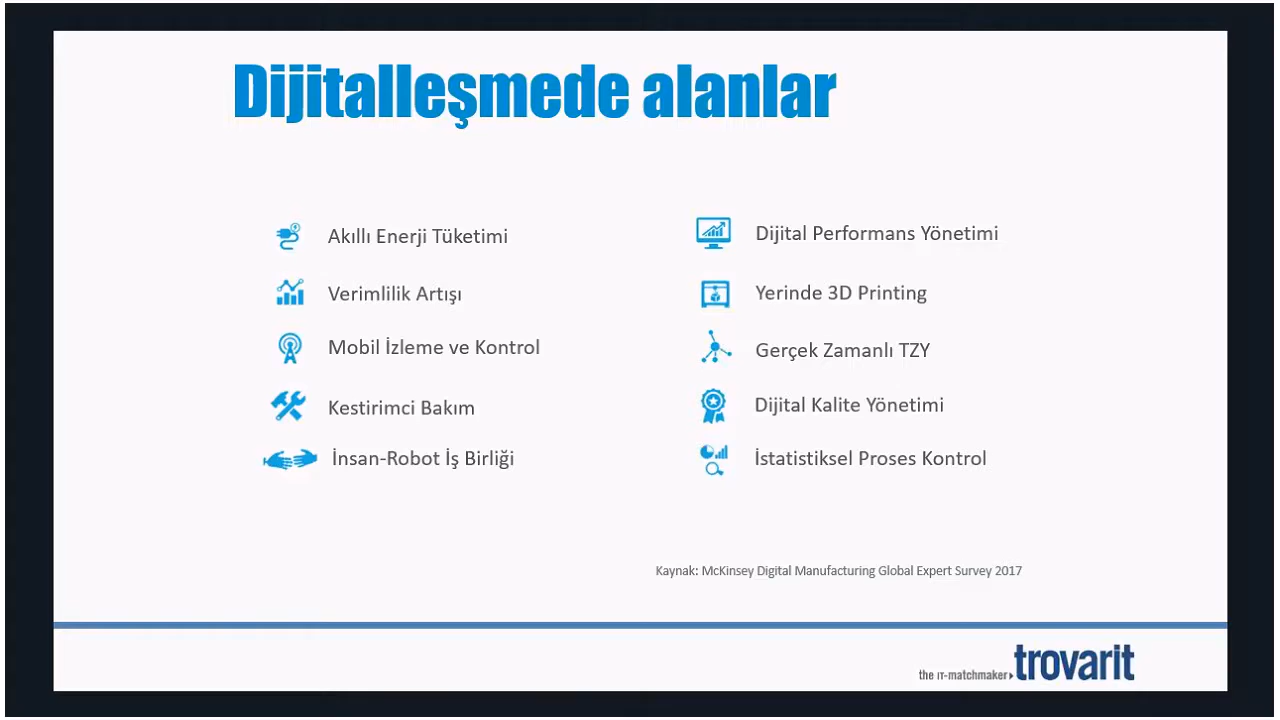 Dijitalleşmede alanlar
Akıllı Enerji Tüketimi
Verimlilik Artışı
Mobil İzleme ve Kontrol
Kestirimci Bakım
İnsan-Robot İş Birliği
Dijital Performans Yönetimi
Yerinde 3D Printing
Gerçek Zamanlı TZY
Dijital Kalite Yönetimi
İstatistiksel Proses Kontrol
Kaynak: McKinsey Digital Manufacturing Global Expert Survey 2017
the IT-matchmaker trovarit